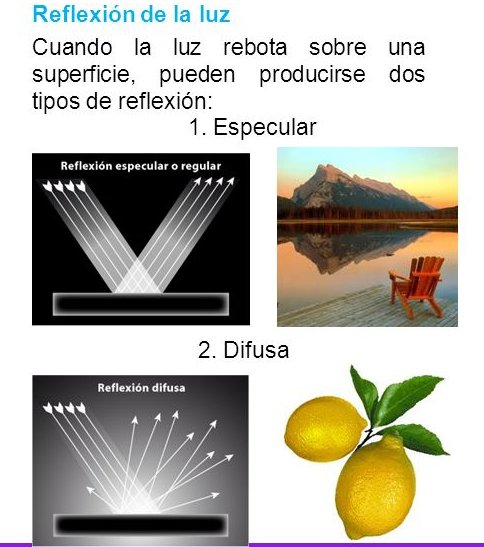 Reflexión de la luz
Cuando la luz rebota sobre una
superficie, pueden producirse dos
tipos de reflexión:
1. Especular
Reflexión especular o regular
2. Difusa
Reflexión difusa